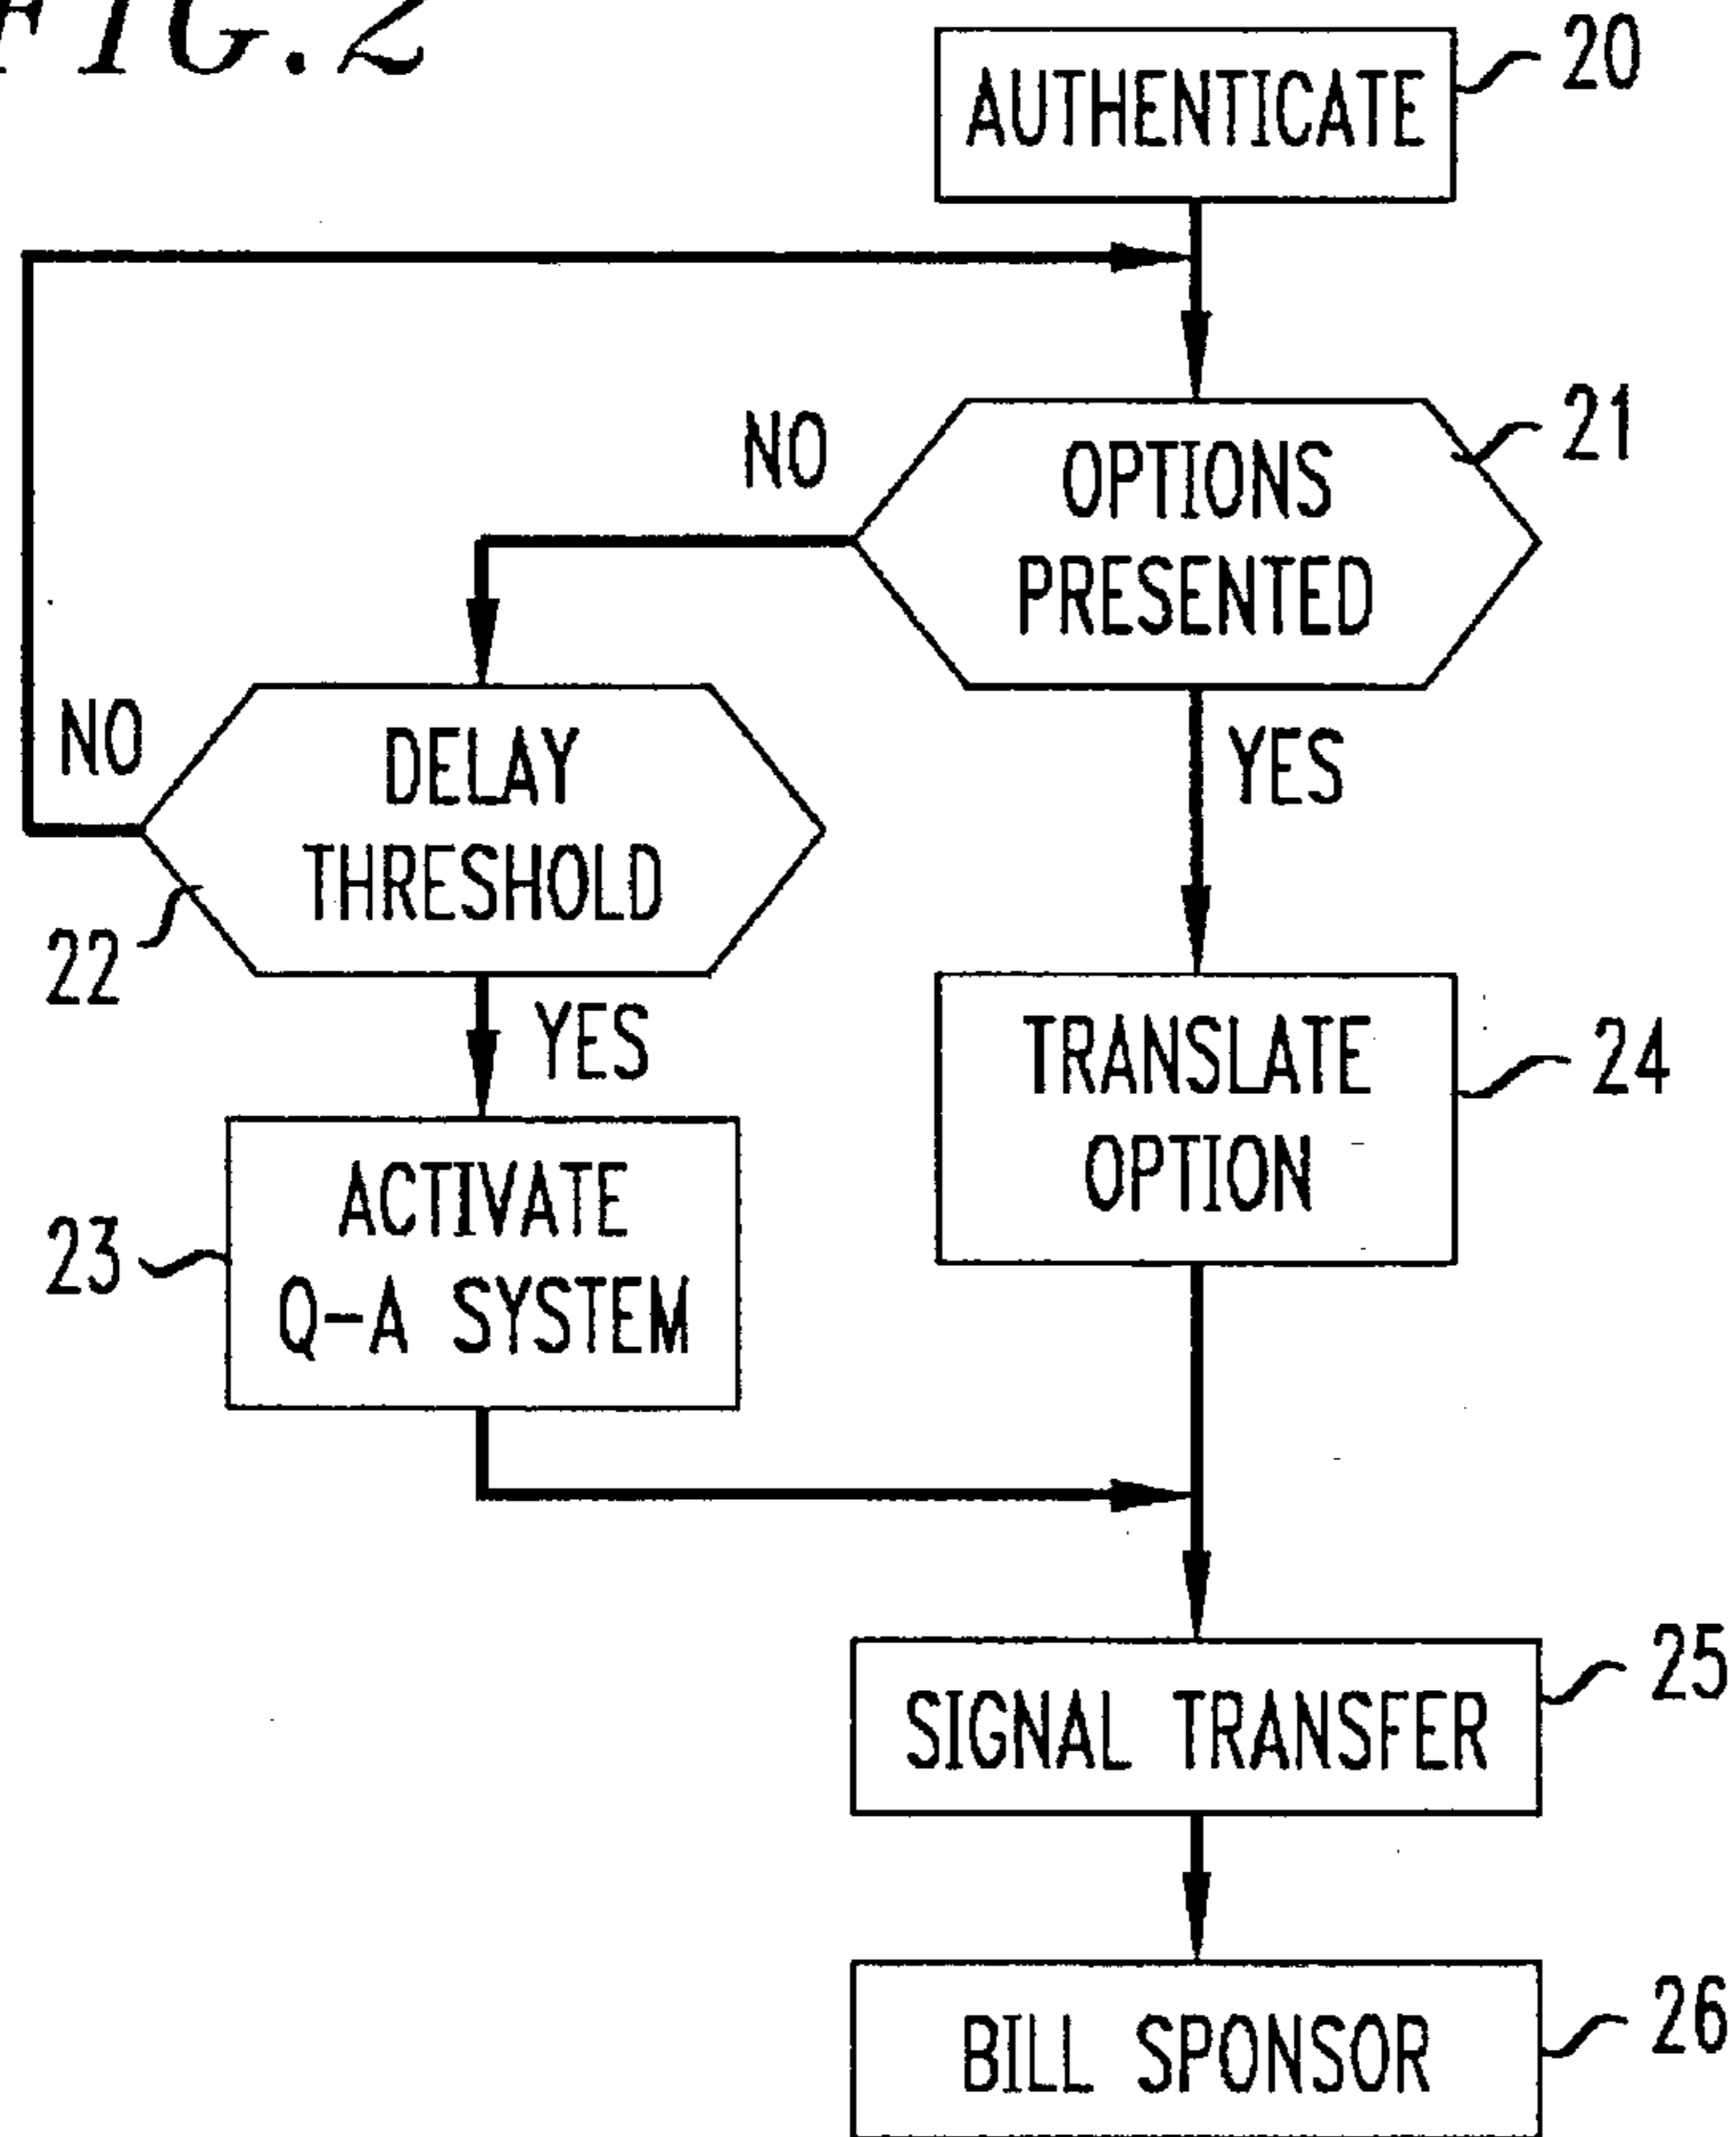 FIG.2
AUTHENTICATE
20
NO
OPTIONS
PRESENTED
21
NO
DELAY
THRESHOLD
22
YES
YES
TRANSLATE
OPTION
24
ACTIVATE
Q-A SYSTEM
23
SIGNAL TRANSFER
25
BILL SPONSOR
26